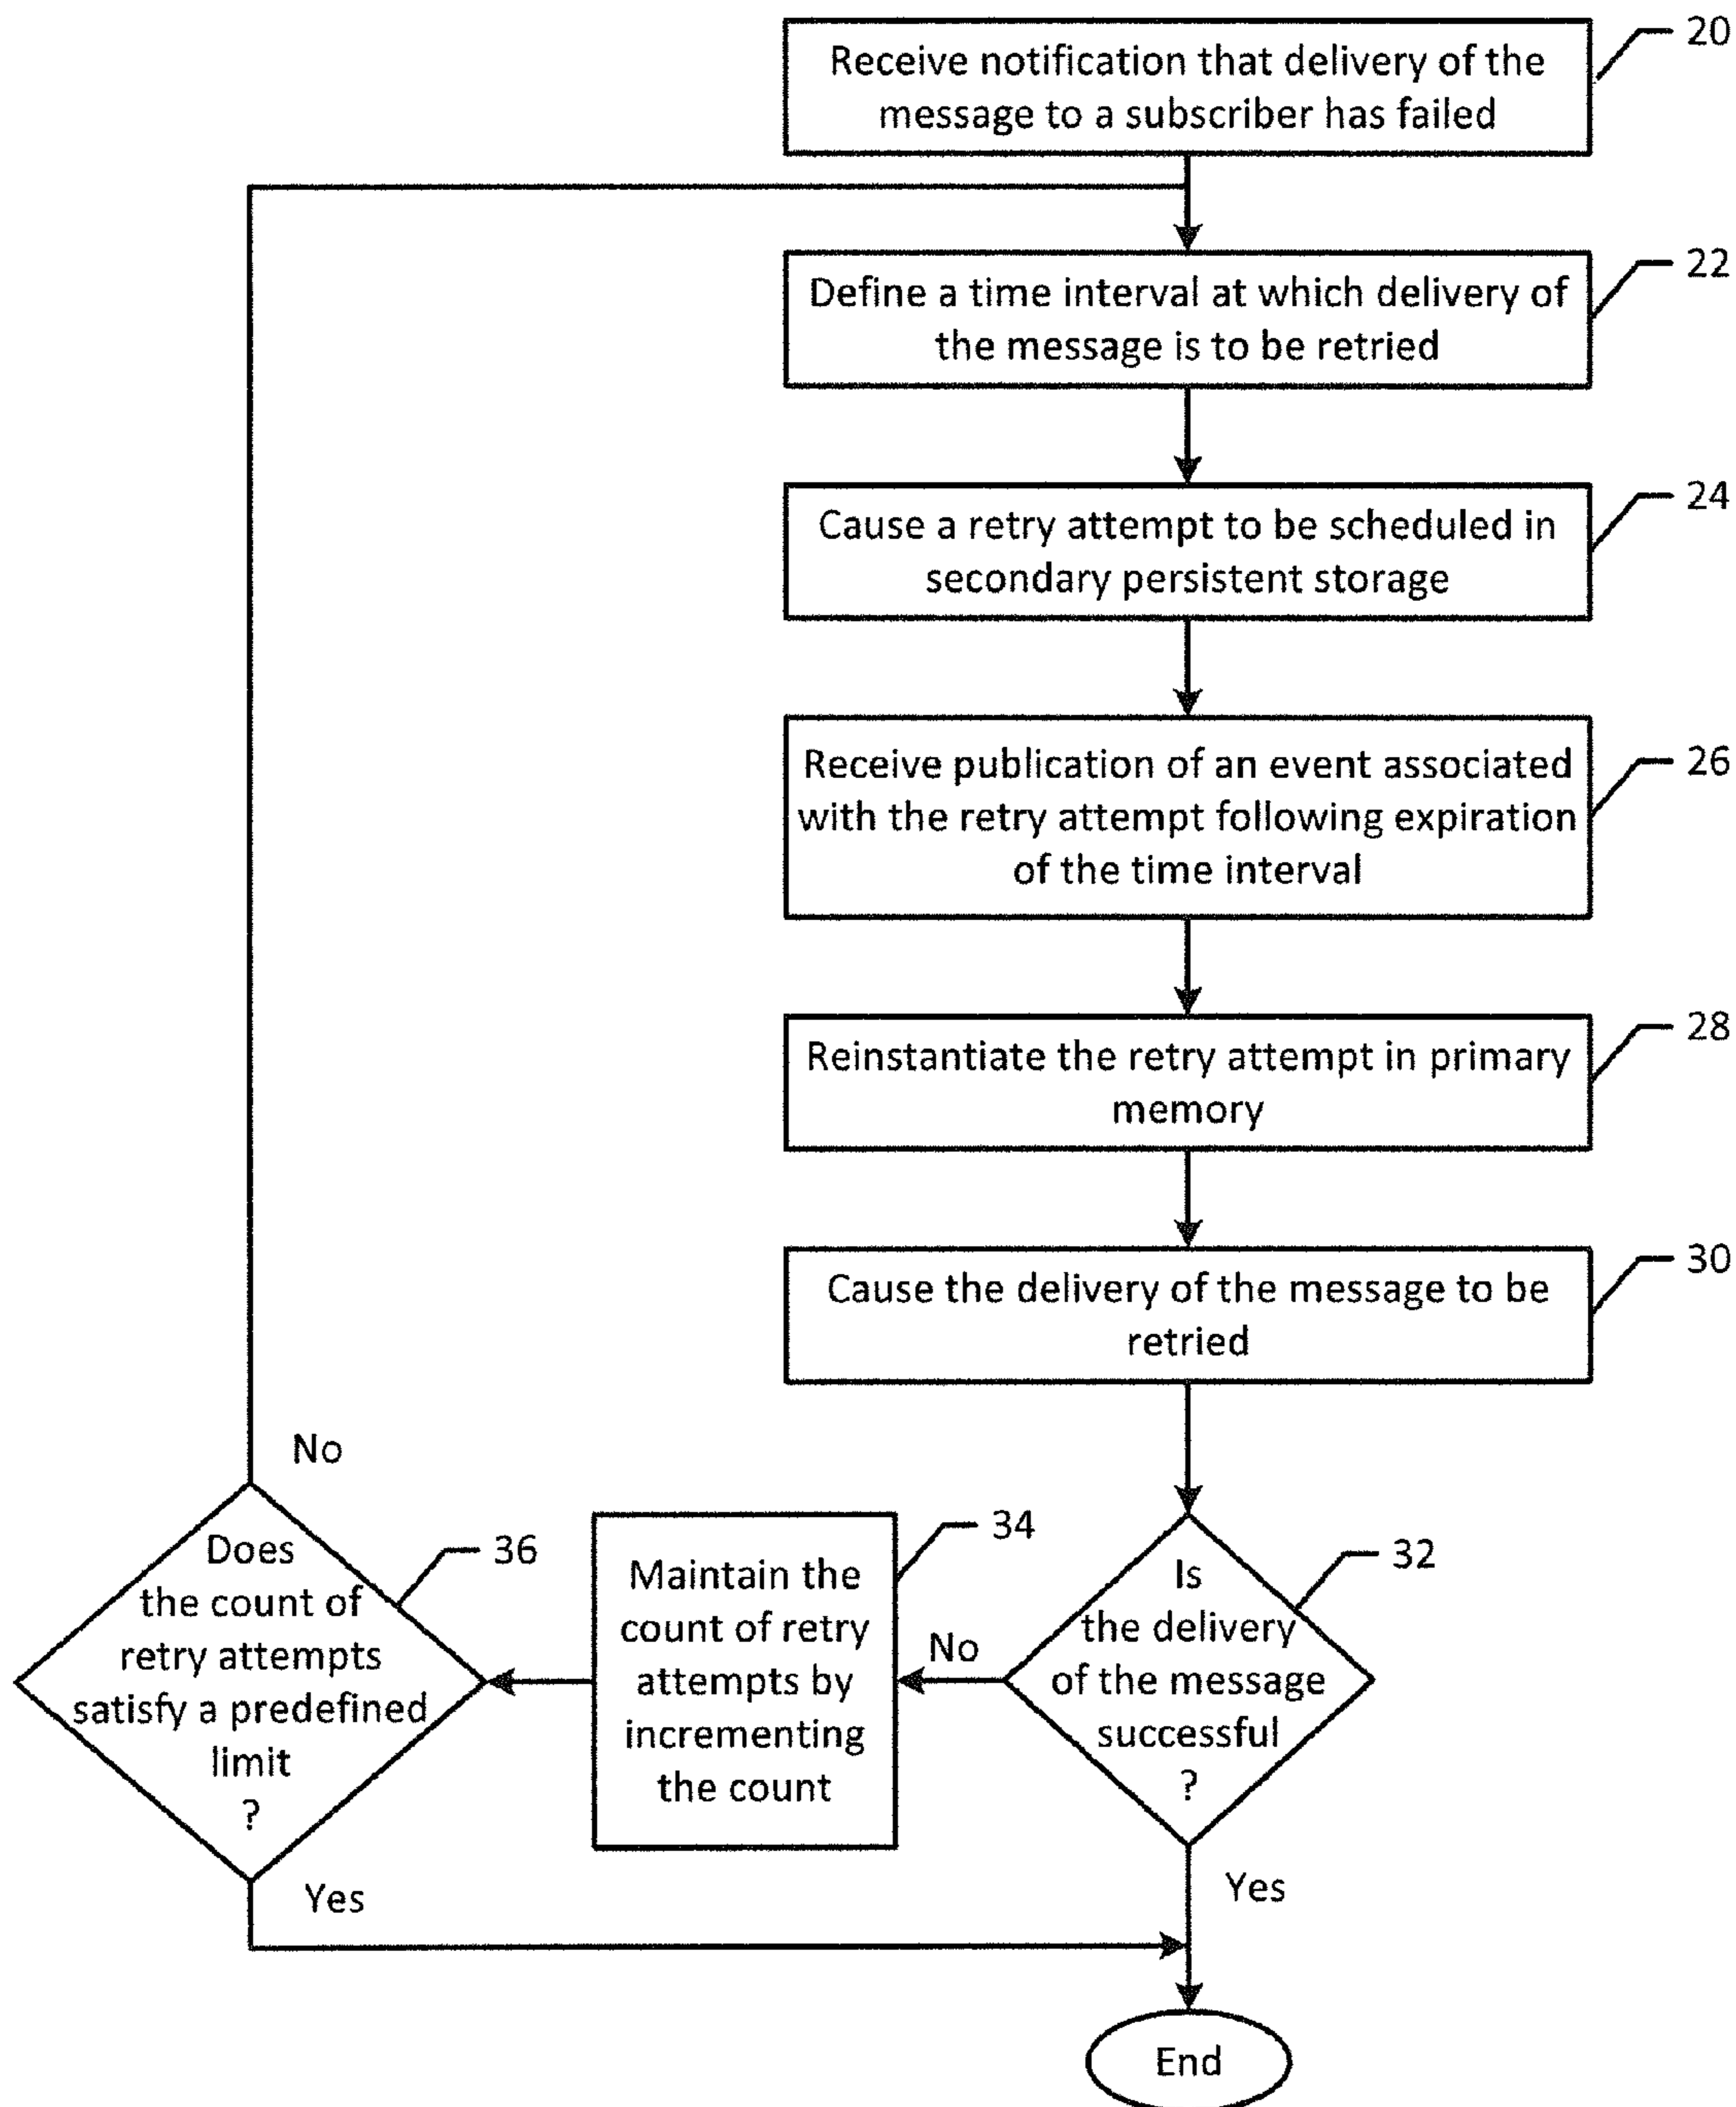 Receive notification that delivery of the
message to a subscriber has failed
20
Define a time interval at which delivery of
the message is to be retried
22
Cause a retry attempt to be scheduled in
secondary persistent storage
24
Receive publication of an event associated
with the retry attempt following expiration
of the time interval
26
Reinstantiate the retry attempt in primary
memory
28
Cause the delivery of the message to be
retried
30
Is
the delivery
of the message
successful
?
32
No
Yes
Maintain the
count of retry
attempts by
incrementing
the count
34
Does
the count of
retry attempts
satisfy a predefined
limit
?
36
No
Yes
End